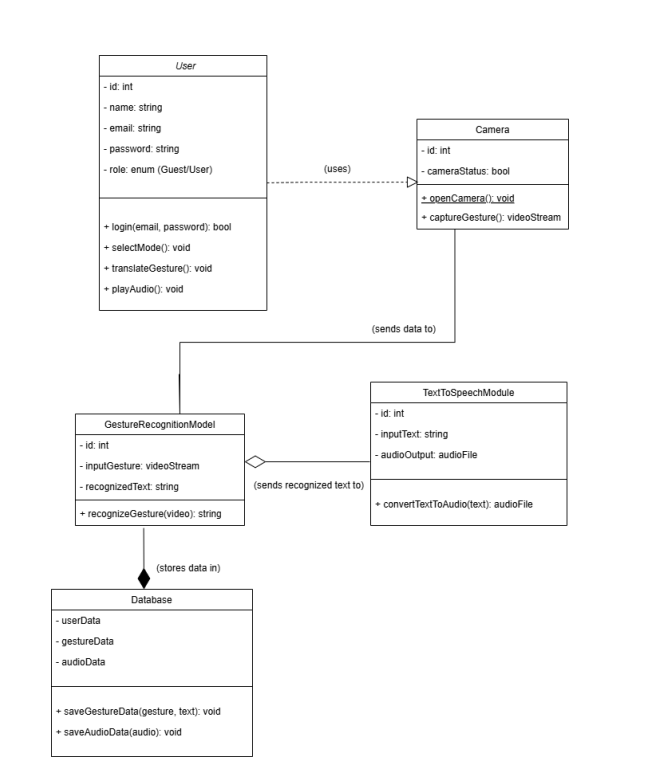 User
- id: int
- name: string
- email: string
- password: string
- role: enum (Guest/User)
+ login(email, password): bool
+ selectMode(): void
+ translateGesture(): void
+ playAudio(): void
(uses)
Camera
- id: int
- cameraStatus: bool
+ openCamera(): void
+ captureGesture(): videoStream
(sends data to)
GestureRecognitionModel
- id: int
- inputGesture: videoStream
- recognizedText: string
+ recognizeGesture(video): string
(sends recognized text to)
TextToSpeechModule
- id: int
- inputText: string
- audioOutput: audioFile
+ convertTextToAudio(text): audioFile
(stores data in)
Database
- userData
- gestureData
- audioData
+ saveGestureData(gesture, text): void
+ saveAudioData(audio): void